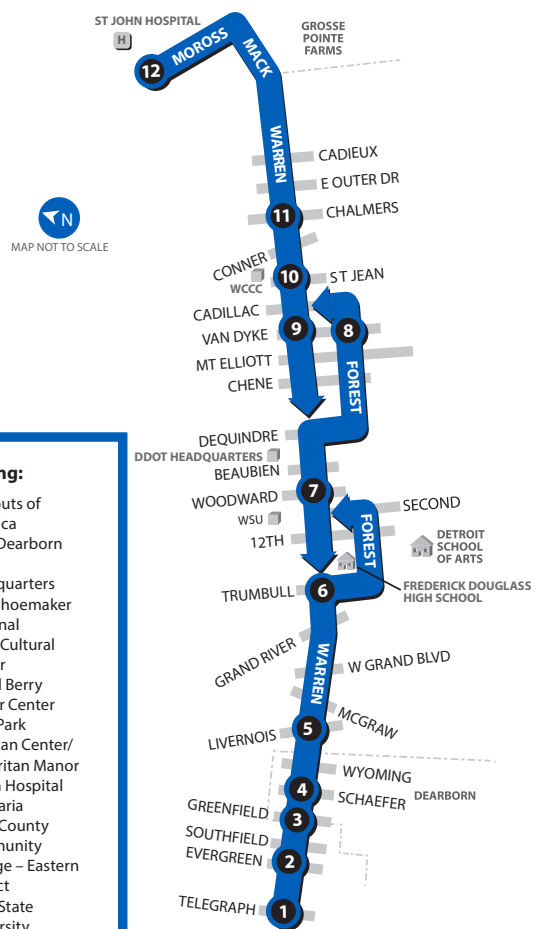 ST JOHN HOSPITAL
H
GROSSE
POINTE
FARMS
12
MOROSS
MACK
WARREN
CADIEUX
E OUTER DR
N
MAP NOT TO SCALE
11
CHALMERS
CONNER
WCCC
10
ST JEAN
CADILLAC
9
8
VAN DYKE
MT ELLIOTT
CHENE
FOREST
DEQUINDRE
DDOT HEADQUARTERS
BEAUBIEN
WOODWARD
7
SECOND
WSU
12TH
FOREST
DETROIT
SCHOOL
OF ARTS
TRUMBULL
6
FREDERICK DOUGLASS
HIGH SCHOOL
GRAND RIVER
WARREN
W GRAND BLVD
MCGRAW
LIVERNOIS
5
WYOMING
4
SCHAEFER
DEARBORN
GREENFIELD
3
SOUTHFIELD
EVERGREEN
2
TELEGRAPH
1
ng:
outs of
ica
Dearborn
quarters
hoemaker
nal
Cultural
r
l Berry
r Center
Park
an Center/
ritan Manor
Hospital
aria
County
munity
ge – Eastern
ct
State
rsity